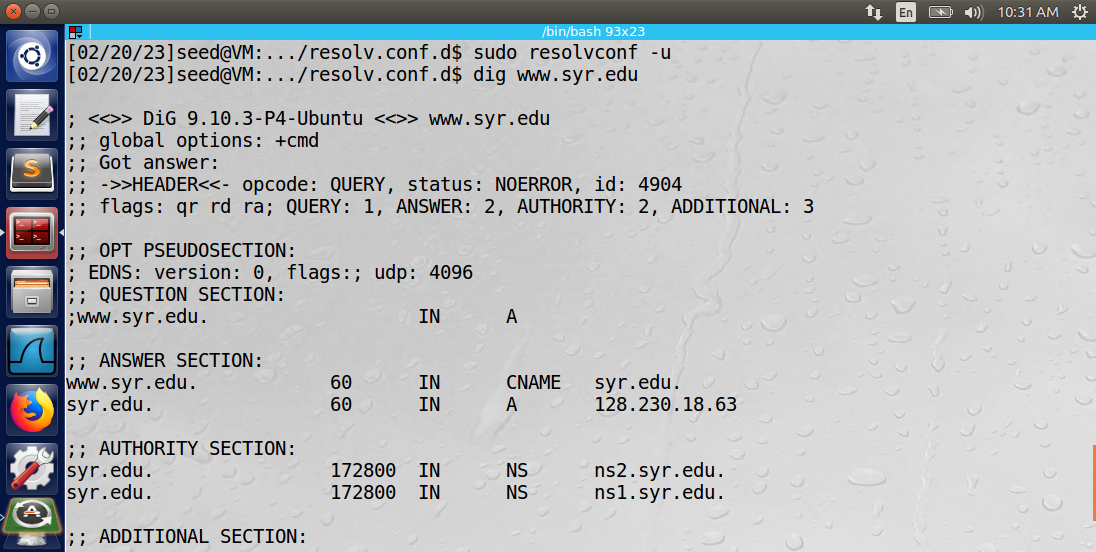 En
10:31 AM
/bin/bash 93x23
[02/20/23]seed@VM:.../resolv.conf.d$ sudo resolvconf -u
[02/20/23]seed@VM:.../resolv.conf.d$ dig www.syr.edu
; <<>> DiG 9.10.3-P4-Ubuntu <<>> www.syr.edu
;; global options: +cmd
;; Got answer:
;; ->>HEADER<<- opcode: QUERY, status: NOERROR, id: 4904
;; flags: qr rd ra; QUERY: 1, ANSWER: 2, AUTHORITY: 2, ADDITIONAL: 3
;; OPT PSEUDOSECTION:
; EDNS: version: 0, flags:; udp: 4096
;; QUESTION SECTION:
;www.syr.edu. IN A
;; ANSWER SECTION:
www.syr.edu. 60 IN CNAME syr.edu.
syr.edu. 60 IN A 128.230.18.63
;; AUTHORITY SECTION:
syr.edu. 172800 IN NS ns2.syr.edu.
syr.edu. 172800 IN NS ns1.syr.edu.
;; ADDITIONAL SECTION: